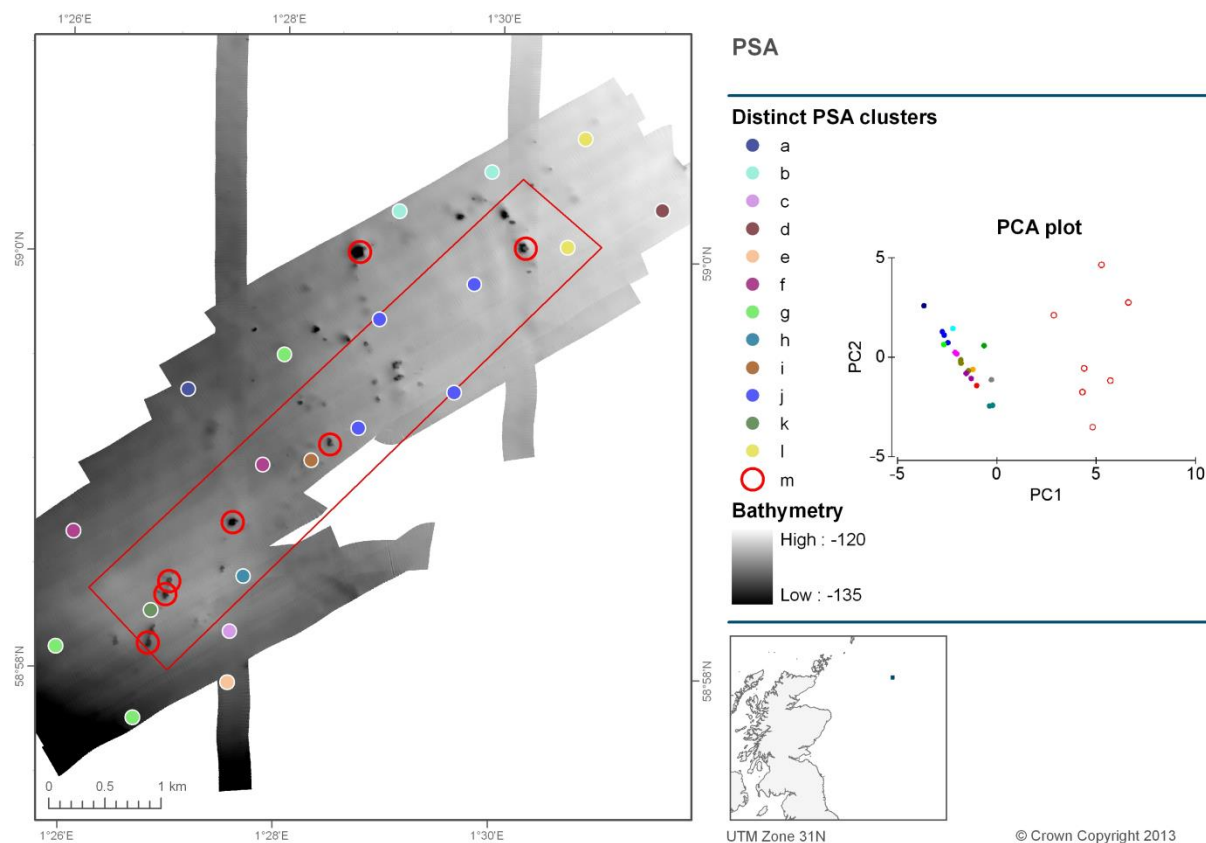 1°26'E
1°28'E
1°30'E
59°0'N
59°0'N
58°58'N
58°58'N
0
0.5
1 km
1°26'E
1°28'E
1°30'E
PSA
Distinct PSA clusters
a
b
c
d
e
f
g
h
i
j
k
l
m
PCA plot
5
0
-5
PC2
-5
0
5
10
PC1
Bathymetry
High : -120
Low : -135
UTM Zone 31N
© Crown Copyright 2013